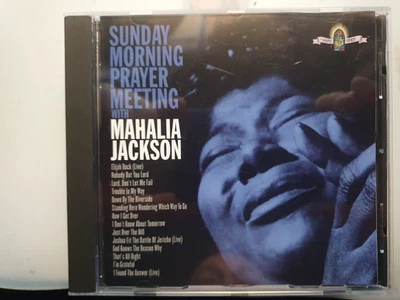 SUNDAY
MORNING
PRAYER
MEETING
WITH
MAHALIA
JACKSON
Elijah Rock (Live)
Nobody But You Lord
Lord, Don't Let Me Fail
Trouble In My Way
Down By The Riverside
Standing Here Wondering Which Way To Go
How I Got Over
I Don't Know About Tomorrow
Just Over The Hill
Joshua Fit The Battle Of Jericho (Live)
God Knows The Reason Why
That's All Right
I'm Grateful
I Found The Answer (Live)